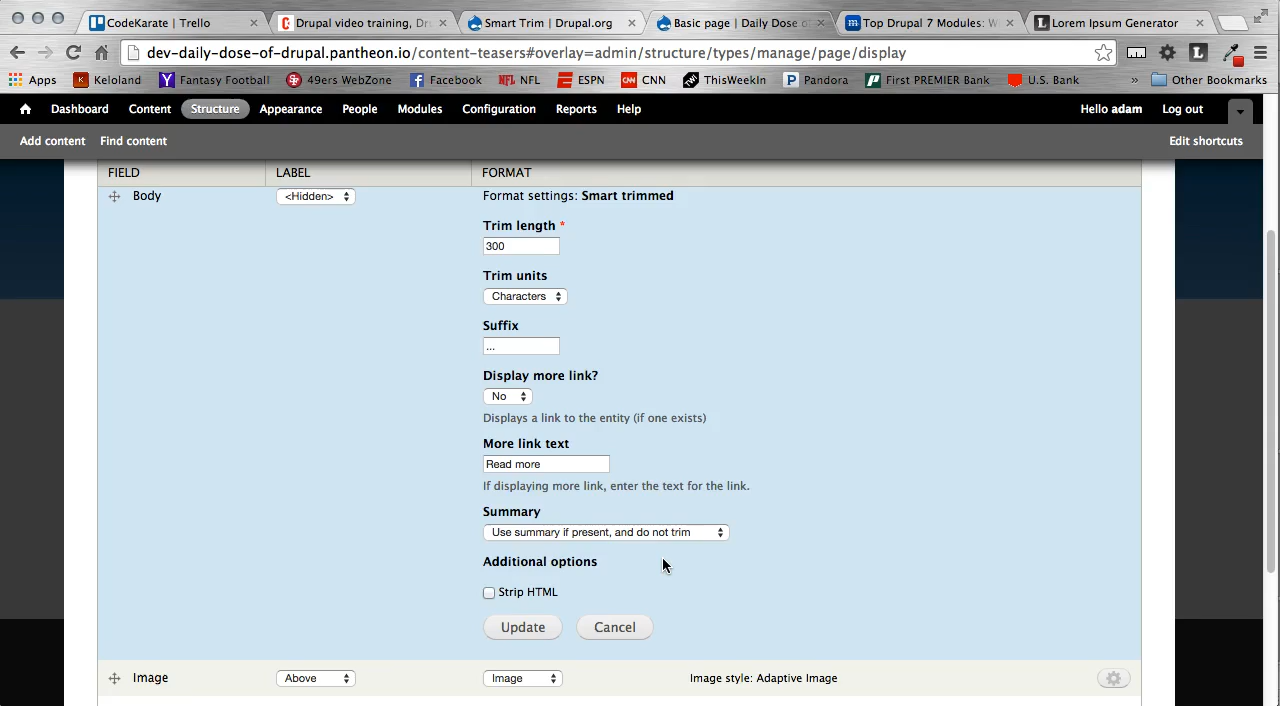 CodeKarate | Trello
Drupal video training, Dr
Smart Trim | Drupal.org
Basic page | Daily Dose o
Top Drupal 7 Modules
Lorem Ipsum Generator
dev-daily-dose-of-drupal.pantheon.io/content-teasers#overlay=admin/structure/types/manage/page/display
Apps Keloland Fantasy Football 49ers WebZone Facebook NFL NFL ESPN CNN CNN ThisWeekIn Pandora First PREMIER Bank U.S. Bank » Other Bookmarks
Dashboard Content Structure Appearance People Modules Configuration Reports Help Hello adam Log out
Add content Find content Edit shortcuts
FIELD LABEL FORMAT
Body <Hidden> Format settings: Smart trimmed
Trim length *
300
Trim units
Characters
Suffix
...
Display more link?
No
Displays a link to the entity (if one exists)
More link text
Read more
If displaying more link, enter the text for the link.
Summary
Use summary if present, and do not trim
Additional options
Strip HTML
Update Cancel
Image Above Image Image style: Adaptive Image